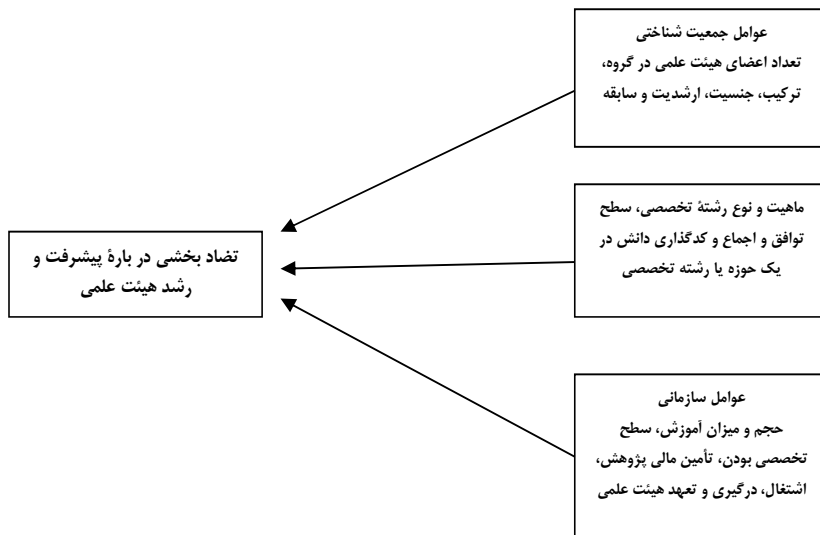 عوامل جمعیت شناختی
تعداد اعضای هیئت علمی در گروه،
ترکیب، جنسیت، ارشدیت و سابقه
ماهیت و نوع رشتهٔ تخصصی، سطح
توافق و اجماع و کدگذاری دانش در
یک حوزه یا رشته تخصصی
تضاد بخشی در بارهٔ پیشرفت و
رشد هیئت علمی
عوامل سازمانی
حجم و میزان آموزش، سطح
تخصصی بودن، تأمین مالی پژوهش،
اشتغال، درگیری و تعهد هیئت علمی